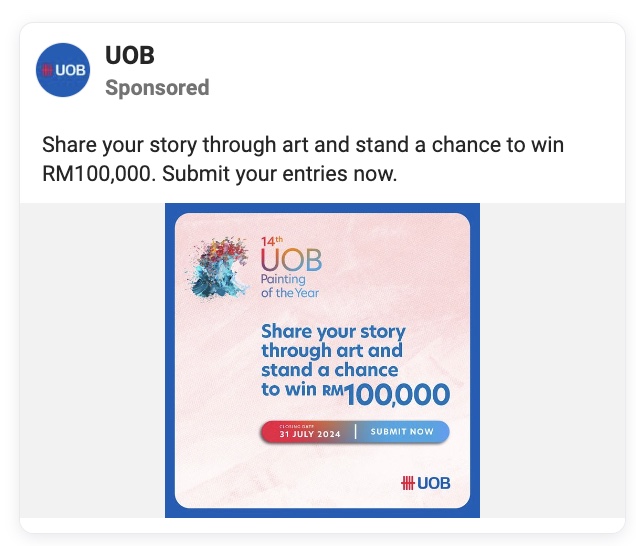 UOB
UOB
Sponsored
Share your story through art and stand a chance to win
RM100,000. Submit your entries now.
14th
UOB
Painting
of the Year
Share your story
through art and
stand a chance
to win RM100,000
CLOSING DATE
31 JULY 2024 | SUBMIT NOW
UOB